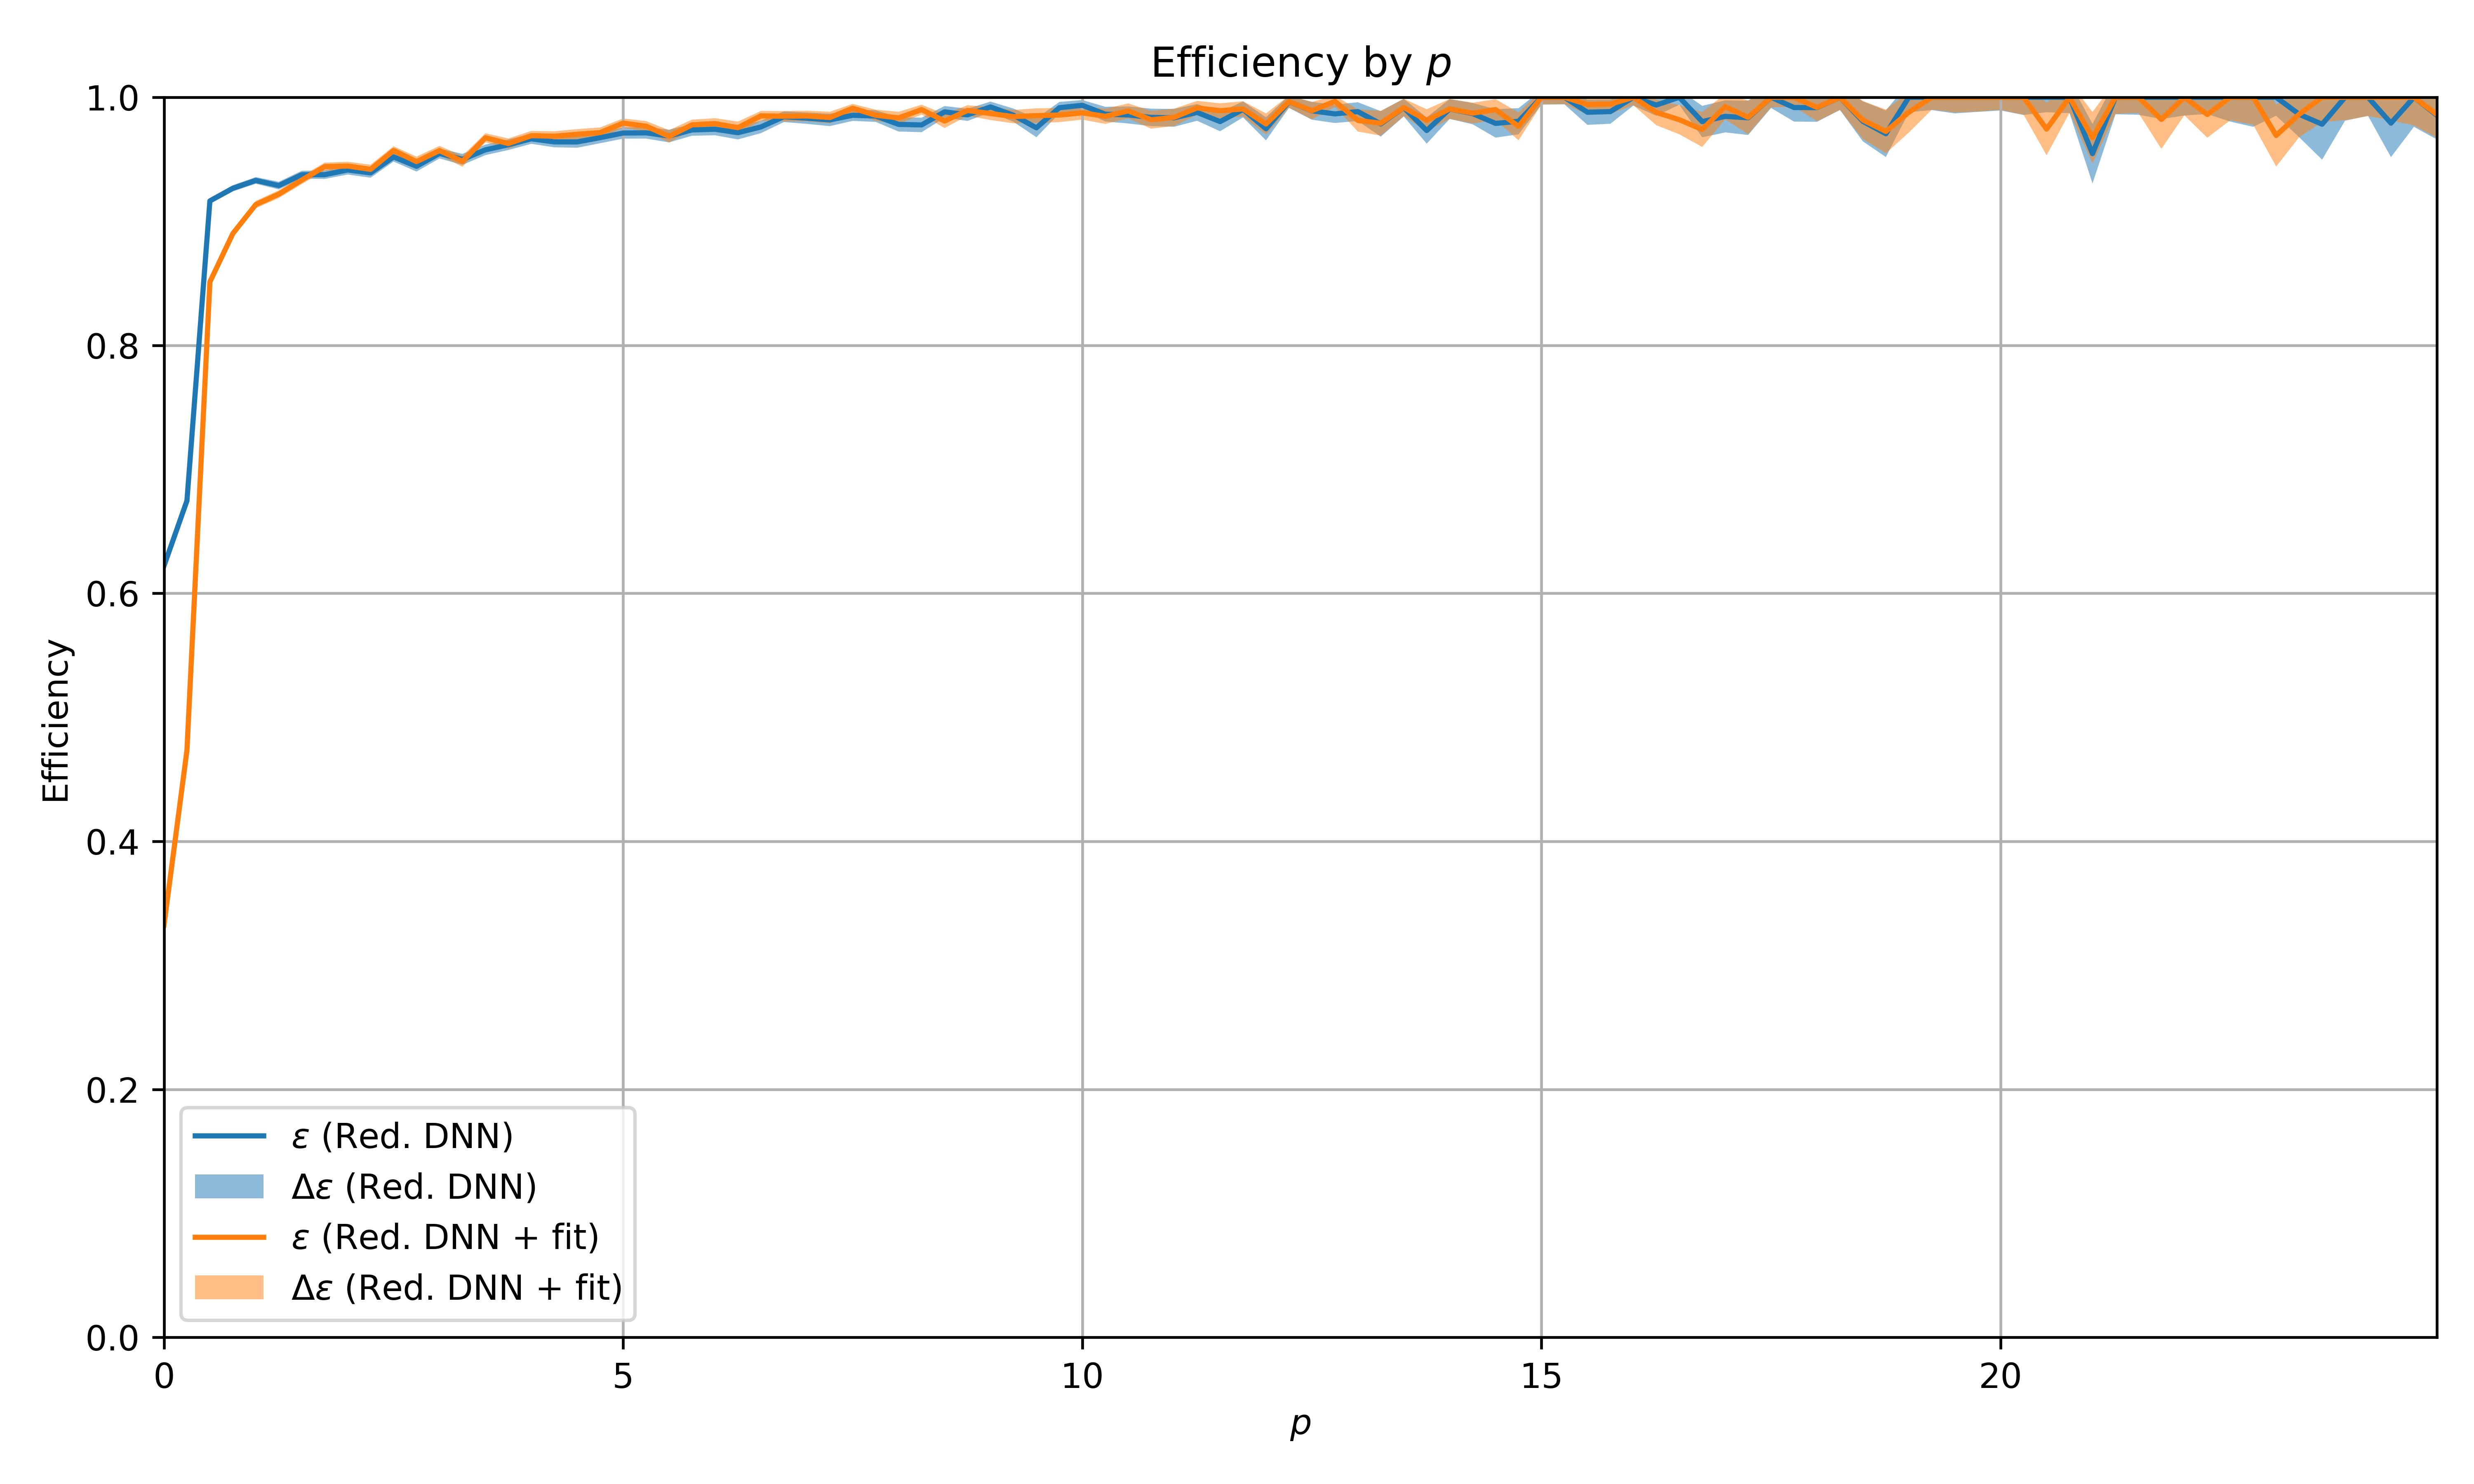 Efficiency by p
1.0
0.8
0.6
0.4
0.2
0.0
Efficiency
ε (Red. DNN)
Δε (Red. DNN)
ε (Red. DNN + fit)
Δε (Red. DNN + fit)
0 5 10 15 20
p